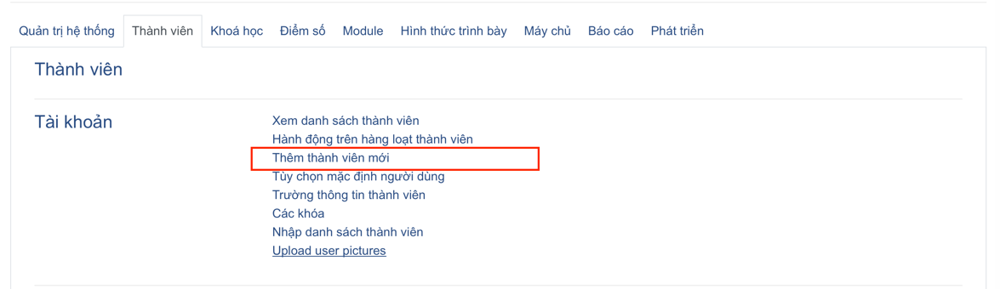 Quản trị hệ thống Thành viên Khoá học Điểm số Module Hình thức trình bày Máy chủ Báo cáo Phát triển
Thành viên
Tài khoản
Xem danh sách thành viên
Hành động trên hàng loạt thành viên
Thêm thành viên mới
Tùy chọn mặc định người dùng
Trường thông tin thành viên
Các khóa
Nhập danh sách thành viên
Upload user pictures